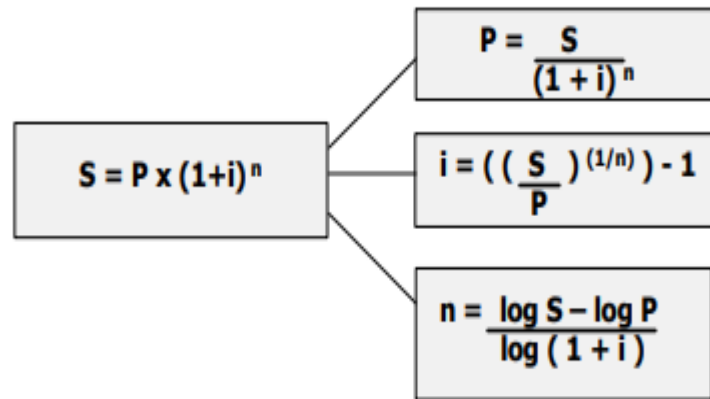 S = P x (1+i)ⁿ
P = S
(1 + i) ⁿ
i = ( ( S ) (1/n) ) - 1
P
n = log S – log P
log ( 1 + i )